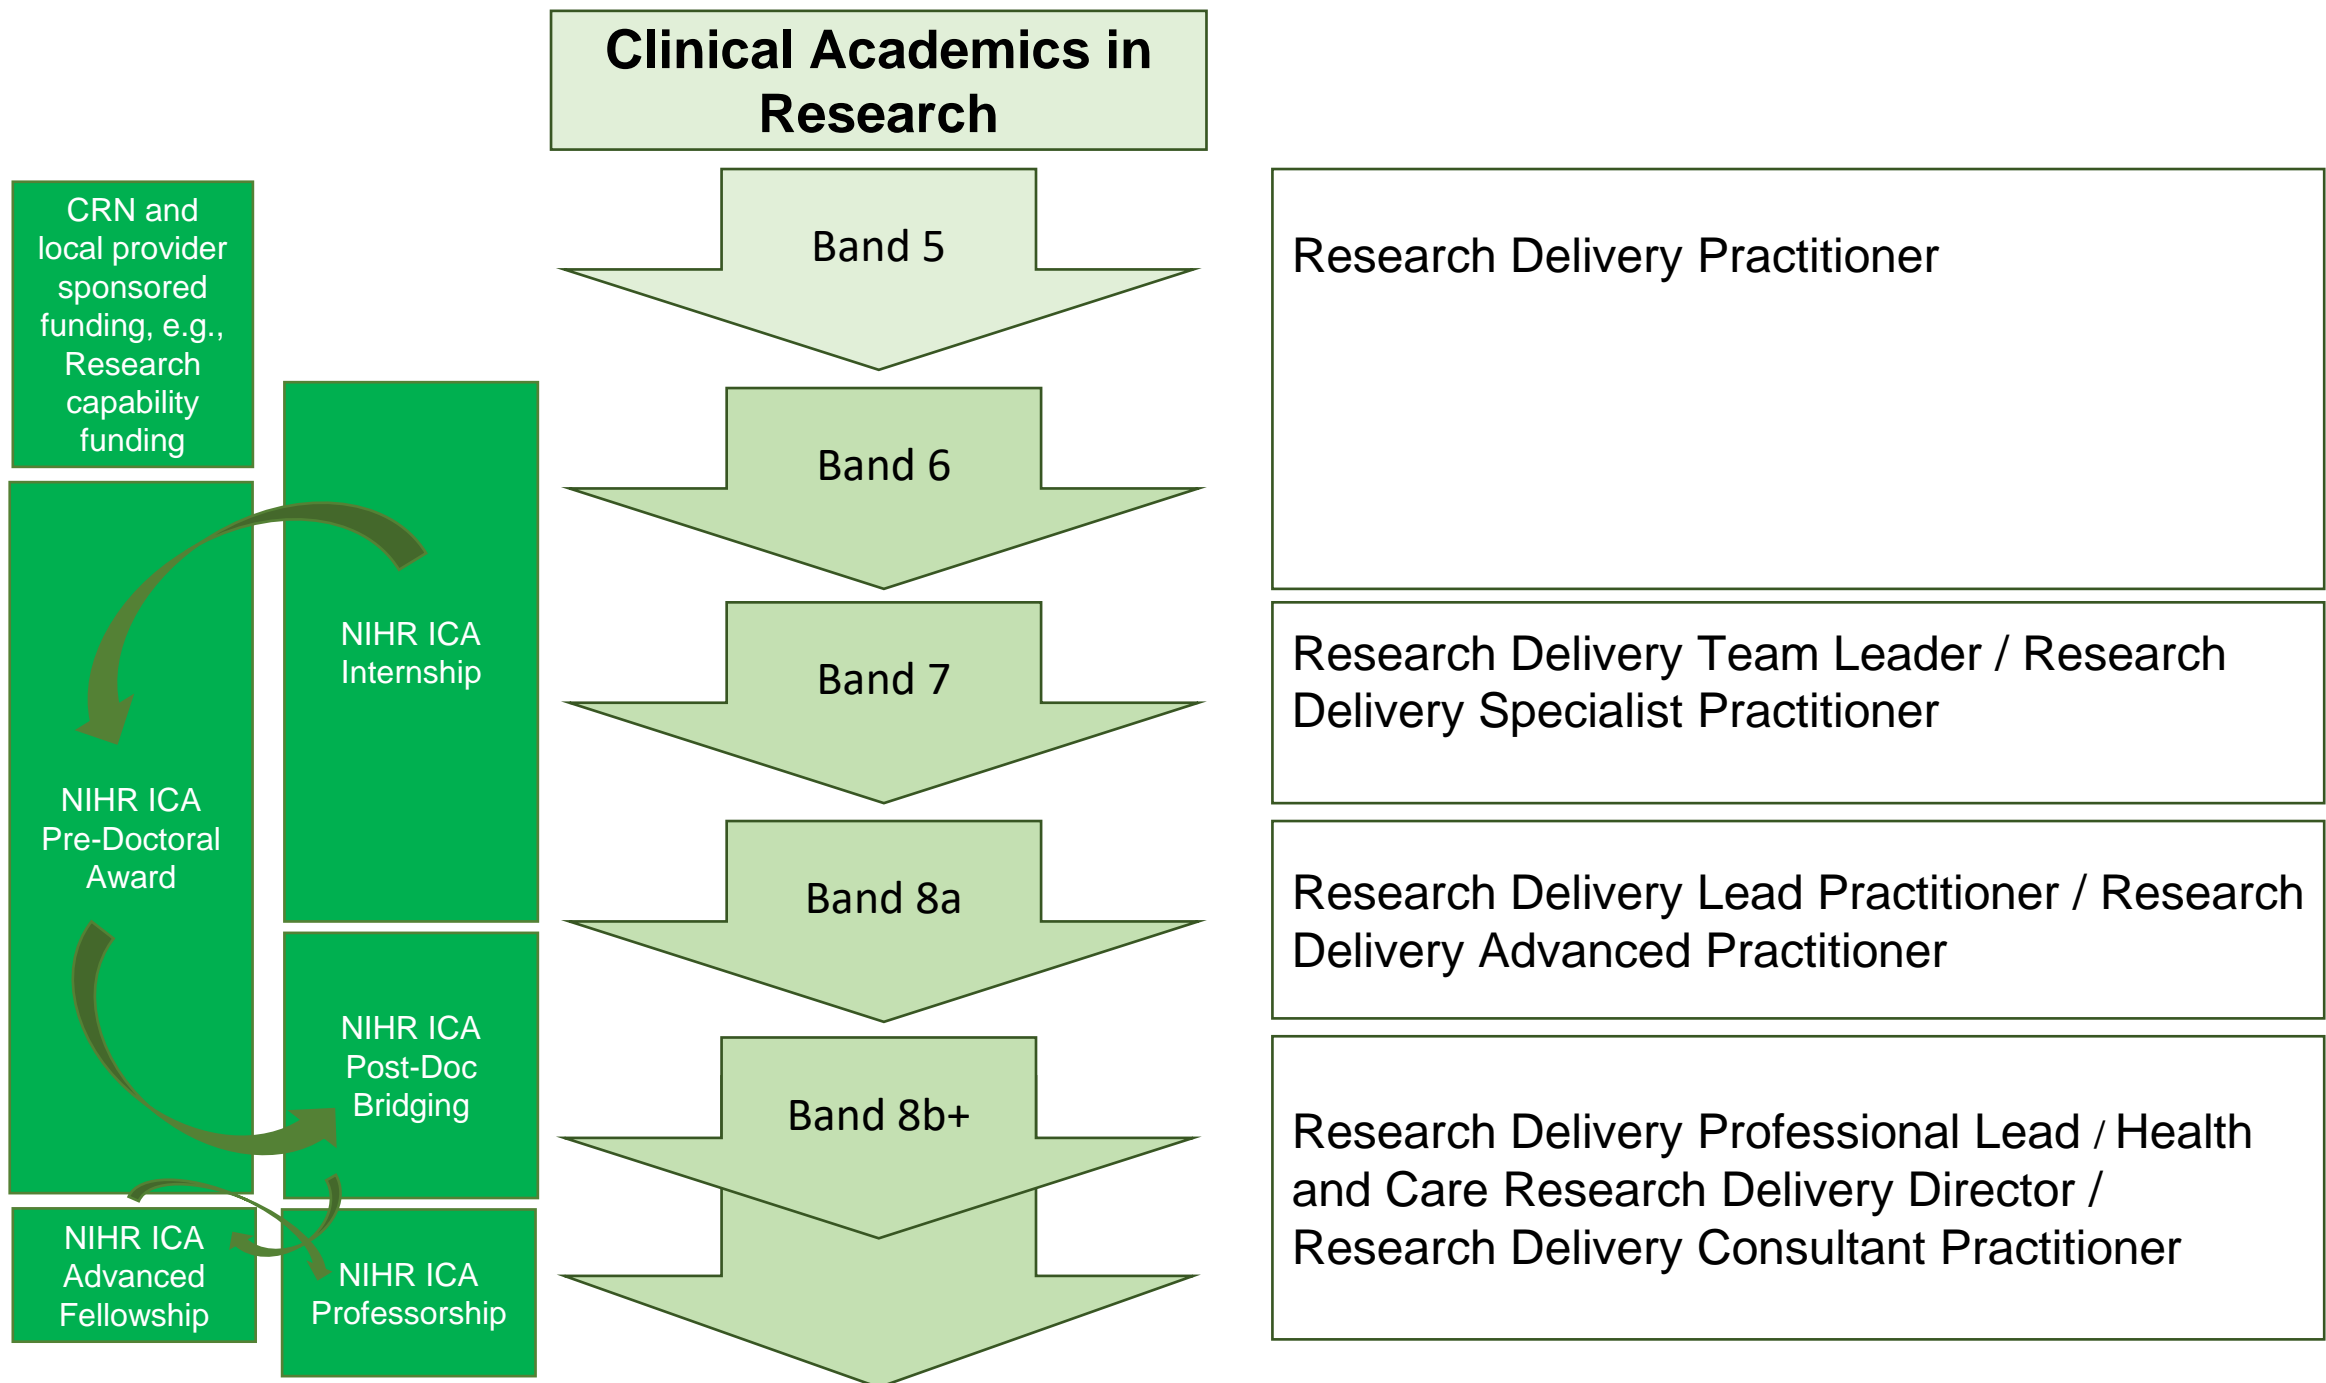 Clinical Academics in
Research
CRN and
local provider
sponsored
funding, e.g.,
Research
capability
funding
NIHR ICA
Internship
NIHR ICA
Pre-Doctoral
Award
NIHR ICA
Post-Doc
Bridging
NIHR ICA
Advanced
Fellowship
NIHR ICA
Professorship
Band 5
Band 6
Band 7
Band 8a
Band 8b+
Research Delivery Practitioner
Research Delivery Team Leader / Research
Delivery Specialist Practitioner
Research Delivery Lead Practitioner / Research
Delivery Advanced Practitioner
Research Delivery Professional Lead / Health
and Care Research Delivery Director /
Research Delivery Consultant Practitioner